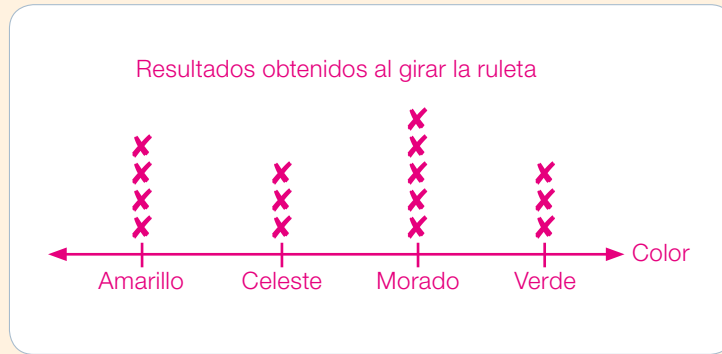 Resultados obtenidos al girar la ruleta
Color
Amarillo Celeste Morado Verde